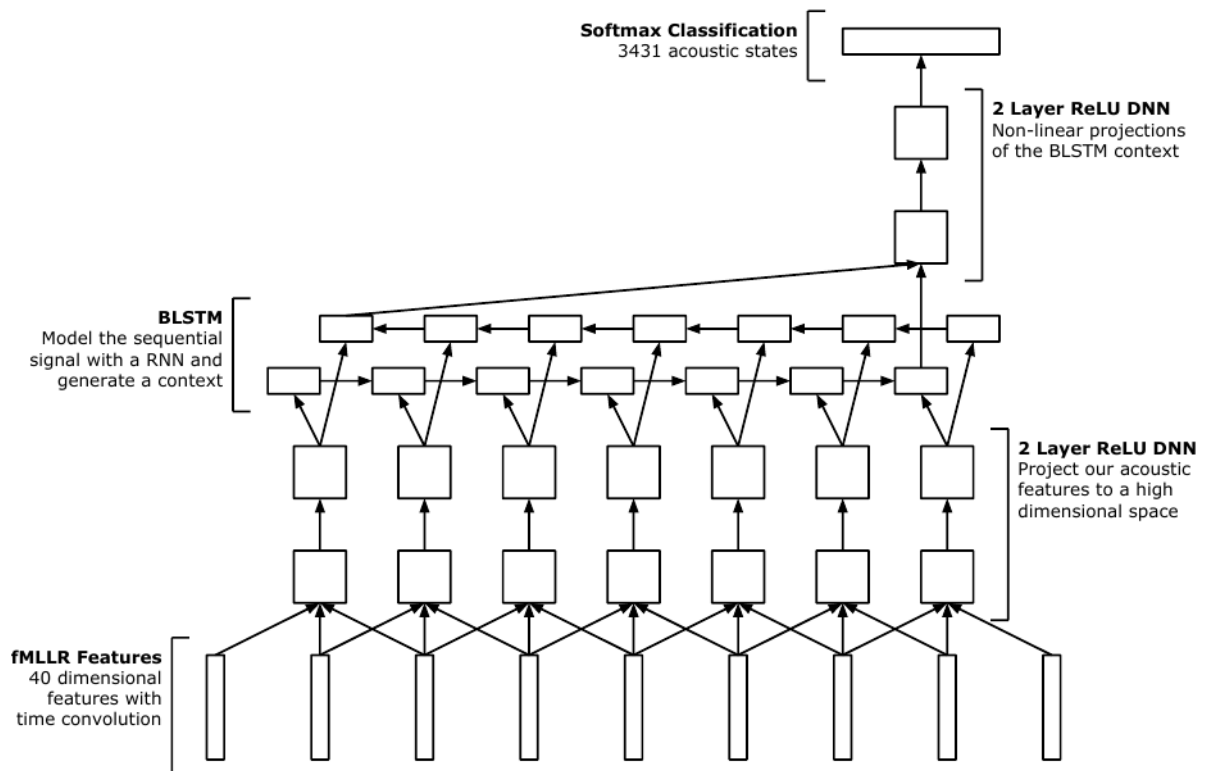 Softmax Classification
3431 acoustic states
2 Layer ReLU DNN
Non-linear projections
of the BLSTM context
BLSTM
Model the sequential
signal with a RNN and
generate a context
2 Layer ReLU DNN
Project our acoustic
features to a high
dimensional space
fMLLR Features
40 dimensional
features with
time convolution